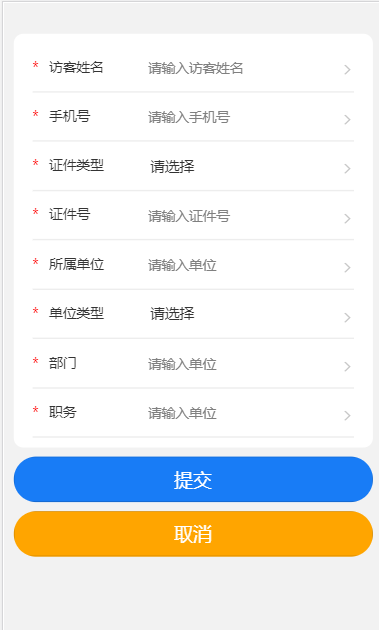 * 访客姓名 请输入访客姓名
* 手机号 请输入手机号
* 证件类型 请选择
* 证件号 请输入证件号
* 所属单位 请输入单位
* 单位类型 请选择
* 部门 请输入单位
* 职务 请输入单位
提交
取消